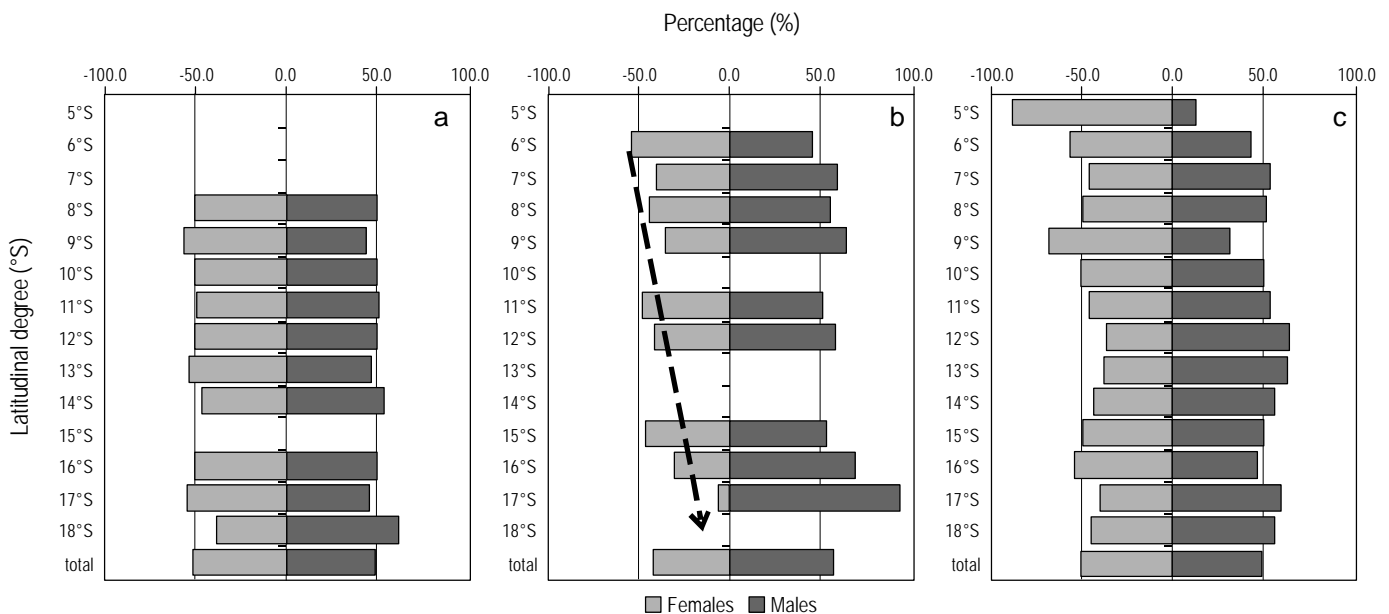 Percentage (%)
-100.0 -50.0 0.0 50.0 100.0
-100.0 -50.0 0.0 50.0 100.0
-100.0 -50.0 0.0 50.0 100.0
Latitudinal degree (°S)
5°S
6°S
7°S
8°S
9°S
10°S
11°S
12°S
13°S
14°S
15°S
16°S
17°S
18°S
total
a
5°S
6°S
7°S
8°S
9°S
10°S
11°S
12°S
13°S
14°S
15°S
16°S
17°S
18°S
total
b
5°S
6°S
7°S
8°S
9°S
10°S
11°S
12°S
13°S
14°S
15°S
16°S
17°S
18°S
total
c
Females Males